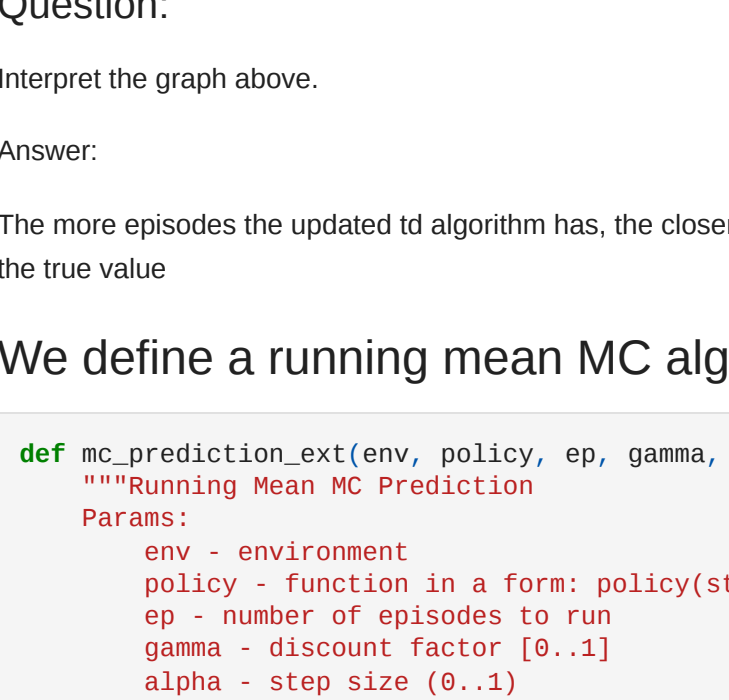 Question:
Interpret the graph above.
Answer:
The more episodes the updated td algorithm has, the closer
the true value
We define a running mean MC alg
def mc_prediction_ext(env, policy, ep, gamma,
"""Running Mean MC Prediction
Params:
env - environment
policy - function in a form: policy(st
ep - number of episodes to run
gamma - discount factor [0..1]
alpha - step size (0..1)